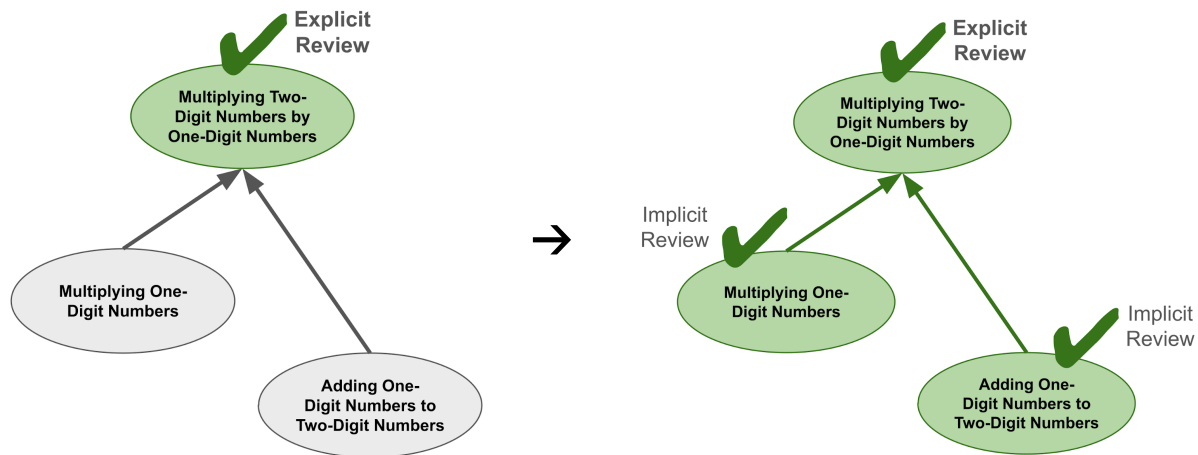 Explicit
Review
Multiplying Two-
Digit Numbers by
One-Digit Numbers
Multiplying One-
Digit Numbers
Adding One-
Digit Numbers to
Two-Digit Numbers
Explicit
Review
Multiplying Two-
Digit Numbers by
One-Digit Numbers
Implicit
Review
Multiplying One-
Digit Numbers
Implicit
Review
Adding One-
Digit Numbers to
Two-Digit Numbers